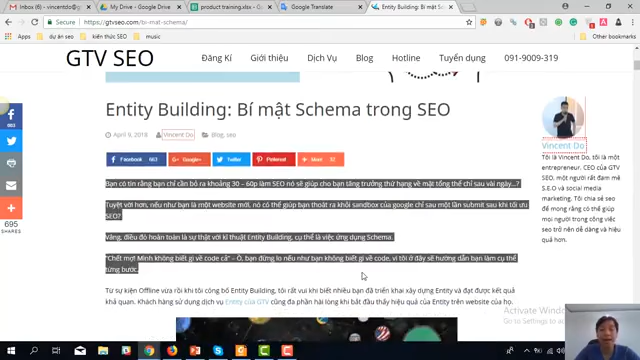 Inbox (6) - vincentdo@g
My Drive - Google Drive
product training.xlsx - G
Google Translate
Entity Building: Bí mật S
Secure
https://gtvseo.com/bi-mat-schema/
Apps
dự án seo
kiến thức SEO
music
Other bookmarks
GTV SEO
Đăng Kí
Giới thiệu
Dịch Vụ
Blog
Hotline
Tuyển dụng
091-9009-319
Entity Building: Bí mật Schema trong SEO
April 9, 2018
Vincent Do
Blog, seo
Facebook 663
Google+
Twitter
Pinterest
663
695
SHARES
Bạn có tin rằng bạn chỉ cần bỏ ra khoảng 30 – 60p làm SEO nó sẽ giúp cho bạn tăng trưởng thứ hạng về mặt tổng thể chỉ sau vài ngày...?
Tuyệt vời hơn, nếu như bạn là một website mới, nó có thể giúp bạn thoát ra khỏi sandbox của google chỉ sau một lần submit sau khi tối ưu
SEO?
Vâng, điều đó hoàn toàn là sự thật với kĩ thuật Entity Building, cụ thể là việc ứng dụng Schema.
"Chết mợ! Mình không biết gì về code cả" – Ồ, bạn đừng lo nếu như bạn không biết gì về code, vì tôi ở đây sẽ hướng dẫn bạn làm cụ thể
từng bước.
Từ sự kiện Offline vừa rồi khi tôi công bố Entity Building, tôi rất vui khi biết nhiều bạn đã triển khai xây dựng Entity và đạt được kết
quả khả quan. Khách hàng sử dụng dịch vụ Entity của GTV cũng đa phần hài lòng khi bắt đầu thấy hiệu quả của Entity trên website của họ.
Vincent Do
Tôi là Vincent Do, tôi là một
entrepreneur, CEO của GTV
SEO, một người rất đam mê
S.E.O và social media
marketing. Tôi chia sẻ seo
để mong rằng có thể giúp
mọi người trong công việc
seo trở nên dễ dàng và hiệu
quả hơn.
Activate Windows
Go to Settings to a